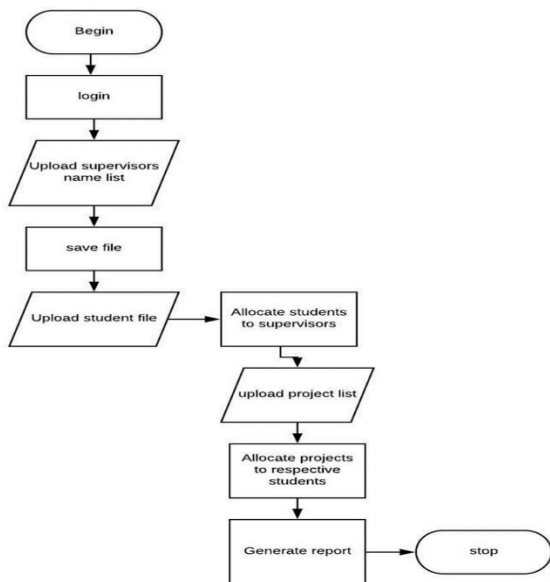 Begin
login
Upload supervisors
name list
save file
Upload student file
Allocate students
to supervisors
upload project list
Allocate projects
to respective
students
Generate report
stop